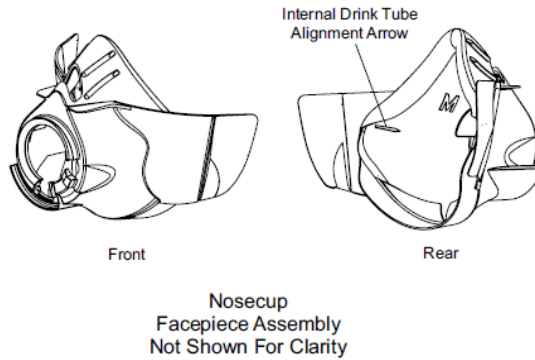 Internal Drink Tube
Alignment Arrow
M
Front
Rear
Nosecup
Facepiece Assembly
Not Shown For Clarity